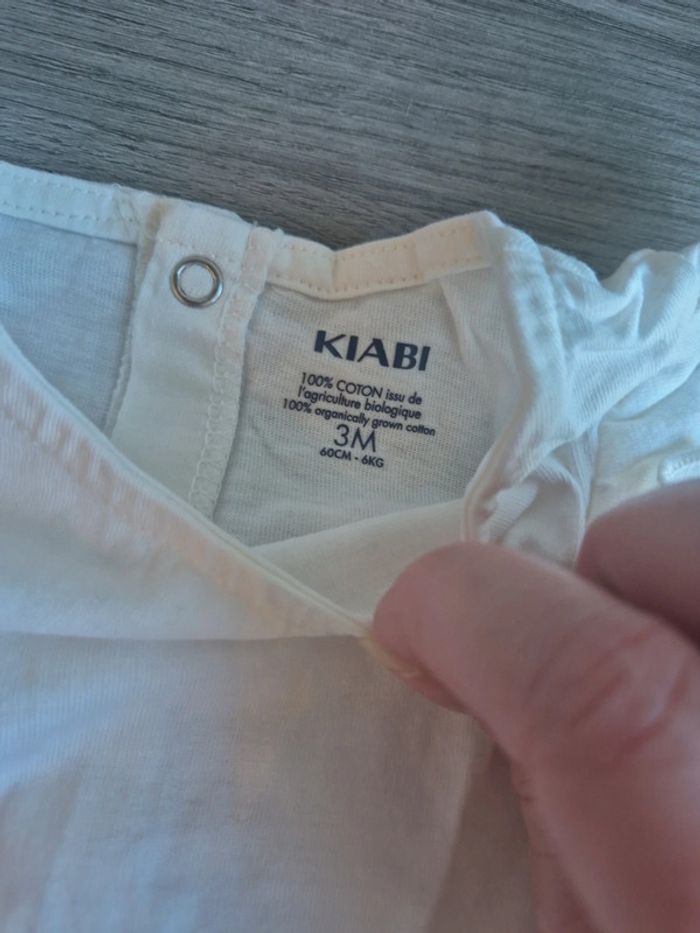 KIABI
100% COTON issu de
l'agriculture biologique
100% organically grown cotton
3M
60CM - 6KG